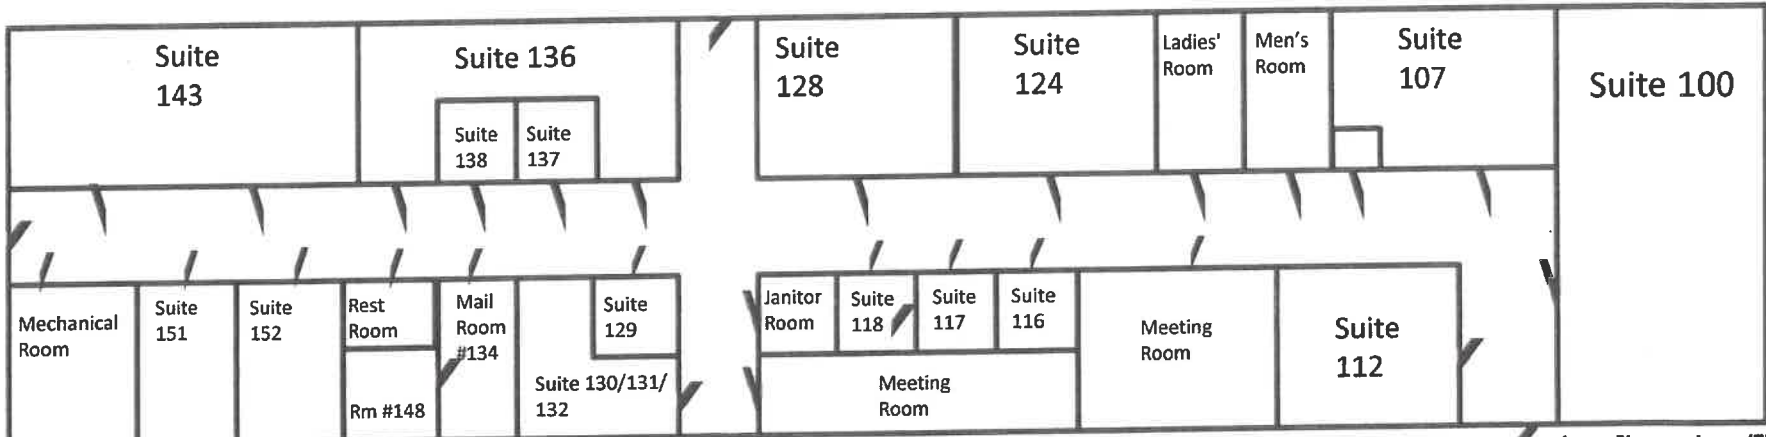 Suite
143
Suite 136
Suite
138
Suite
137
Suite
128
Suite
124
Ladies'
Room
Men's
Room
Suite
107
Suite 100
Mechanical
Room
Suite
151
Suite
152
Rest
Room
Rm #148
Mail
Room
#134
Suite
129
Suite 130/131/
132
Janitor
Room
Suite
118
Suite
117
Suite
116
Meeting
Room
Meeting
Room
Suite
112